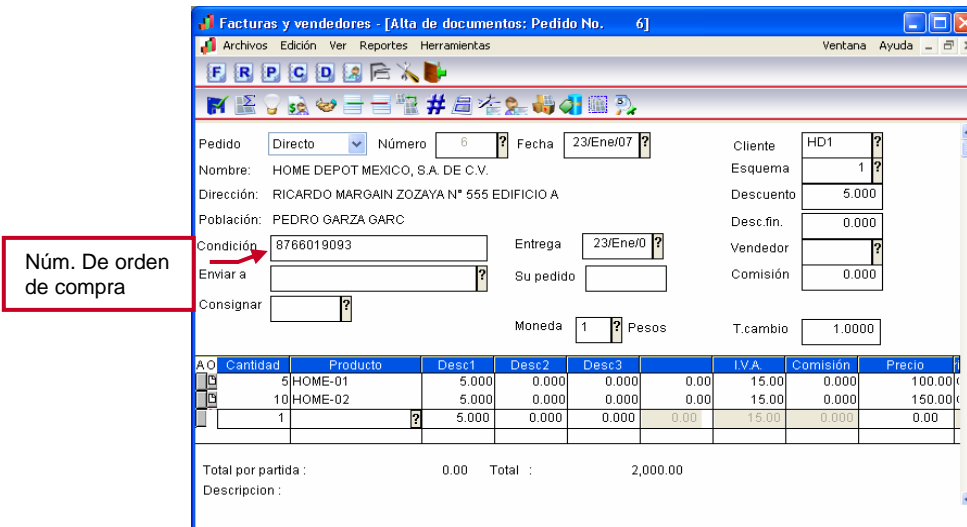 Facturas y vendedores - [Alta de documentos: Pedido No. 6]
Archivos Edición Ver Reportes Herramientas Ventana Ayuda
F R P C D
Pedido Directo Número 6 ? Fecha 23/Ene/07 ? Cliente HD1 ?
Nombre: HOME DEPOT MEXICO, S.A. DE C.V. Esquema 1 ?
Dirección: RICARDO MARGAIN ZOZAYA N° 555 EDIFICIO A Descuento 5.000
Población: PEDRO GARZA GARC Desc.fin. 0.000
Condición 8766019093 Entrega 23/Ene/0 ? Vendedor ?
Núm. De orden
de compra
Enviar a ? Su pedido Comisión 0.000
Consignar ?
Moneda 1 ? Pesos T.cambio 1.0000
A O Cantidad Producto Desc1 Desc2 Desc3 I.V.A. Comisión Precio
5 HOME-01 5.000 0.000 0.000 0.00 15.00 0.000 100.00
10 HOME-02 5.000 0.000 0.000 0.00 15.00 0.000 150.00
1 ? 5.000 0.000 0.000 0.00 15.00 0.000 0.00
Total por partida : 0.00 Total : 2,000.00
Descripcion :